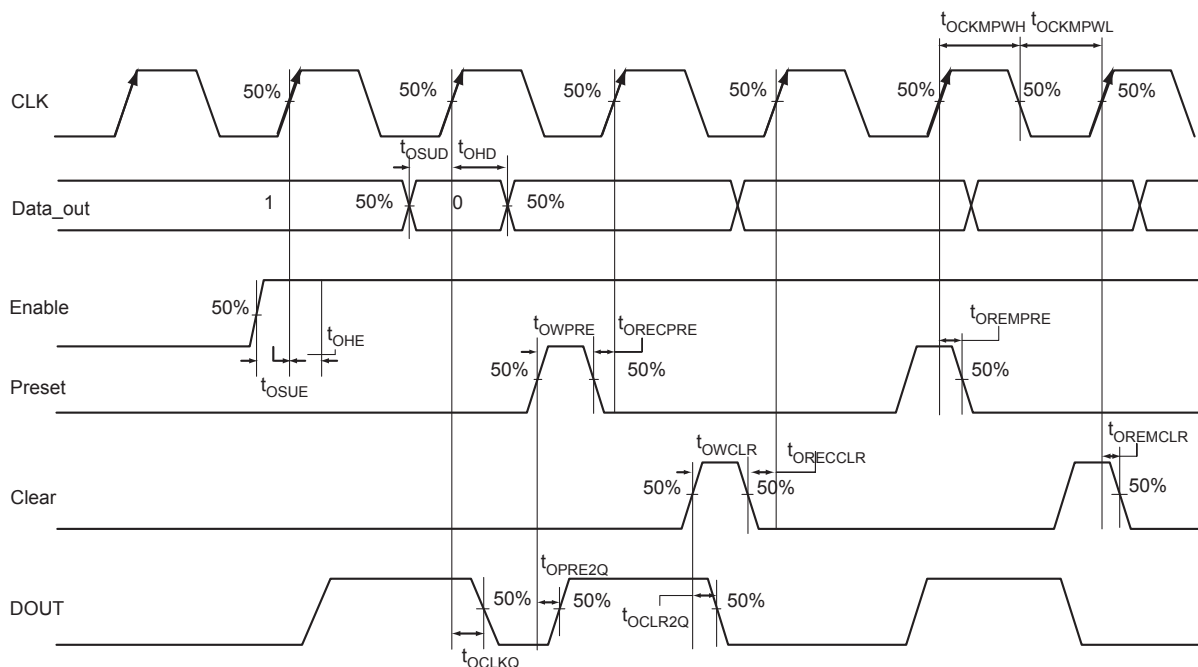 tOCKMPWH tOCKMPWL
CLK 50% 50% 50% 50% 50% 50% 50%
tOSUD tOHD
Data_out 1 50% 0 50%
Enable 50%
tOHE
tOSUE
tOWPRE tORECPRE tOREMPRE
Preset 50% 50% 50%
tOWCLR tORECCLR tOREMCLR
Clear 50% 50% 50%
tOPRE2Q
DOUT 50% 50% 50%
tOCLR2Q
tOCLKQ